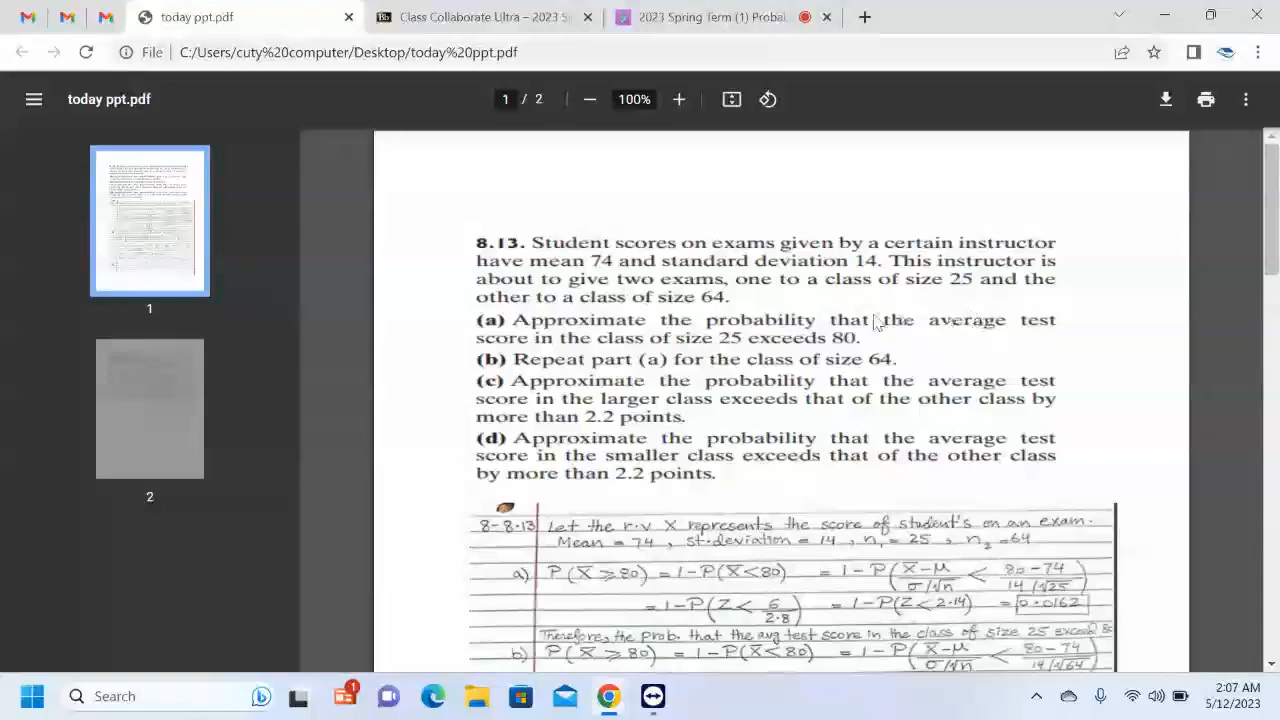 today ppt.pdf
Class Collaborate Ultra – 2023 S
2023 Spring Term (1) Probal
File
C:/Users/cuty%20computer/Desktop/today%20ppt.pdf
today ppt.pdf
1 / 2
100%
8.13. Student scores on exams given by a certain instructor
have mean 74 and standard deviation 14. This instructor is
about to give two exams, one to a class of size 25 and the
other to a class of size 64.
(a) Approximate the probability that the average test
score in the class of size 25 exceeds 80.
(b) Repeat part (a) for the class of size 64.
(c) Approximate the probability that the average test
score in the larger class exceeds that of the other class by
more than 2.2 points.
(d) Approximate the probability that the average test
score in the smaller class exceeds that of the other class
by more than 2.2 points.
1
2
8-8.13 Let the r.v X represents the score of student's on an exam.
Mean = 74, st.deviation = 14, n₁ = 25, n₂ = 64
a) P(X̄ ≥ 80) = 1-P(X̄ < 80) = 1-P(X̄-μ / σ/√n < 80-74 / 14/√25)
= 1-P(Z < 6 / 2.8) = 1-P(Z < 2.14) = 0.0162
Therefore, the prob. that the avg test score in the class of size 25 exceed 80
b) P(X̄ ≥ 80) = 1-P(X̄ < 80) = 1-P(X̄-μ / σ/√n < 80-74 / 14/√64)
Search
2:07 AM
5/12/2023